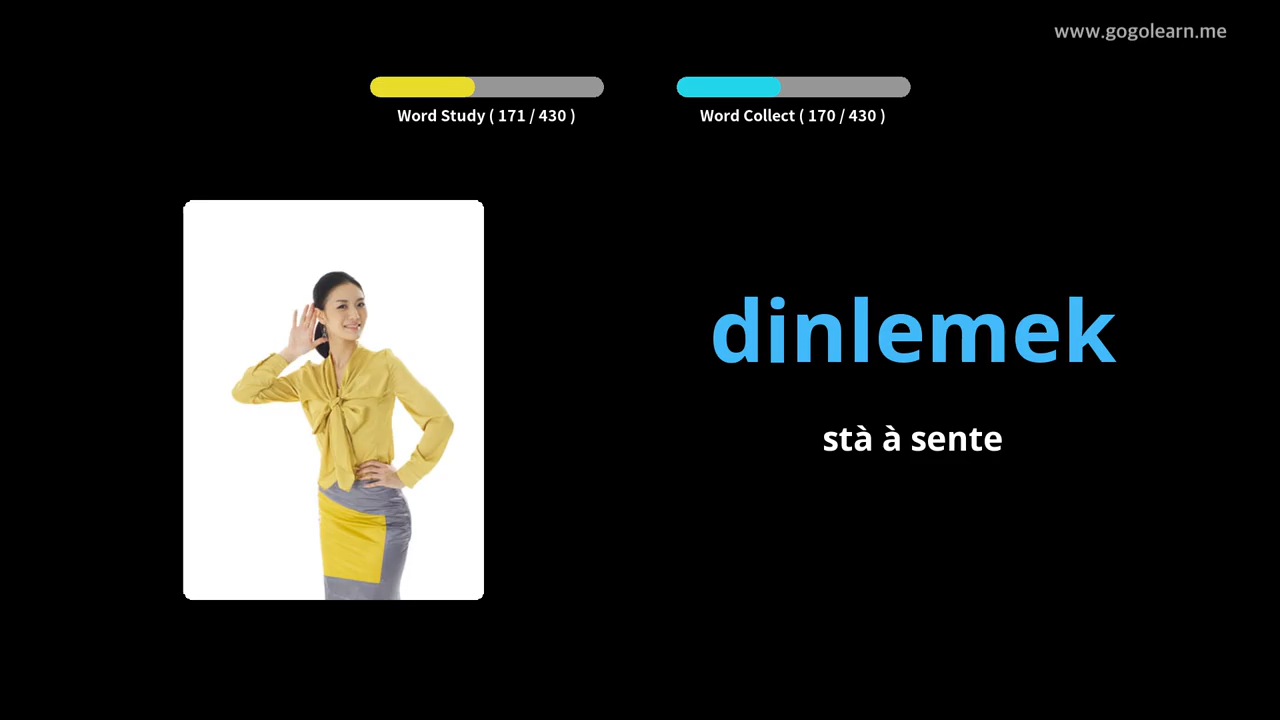 www.gogolearn.me
Word Study ( 171 / 430 )
Word Collect ( 170 / 430 )
dinlemek
stà à sente